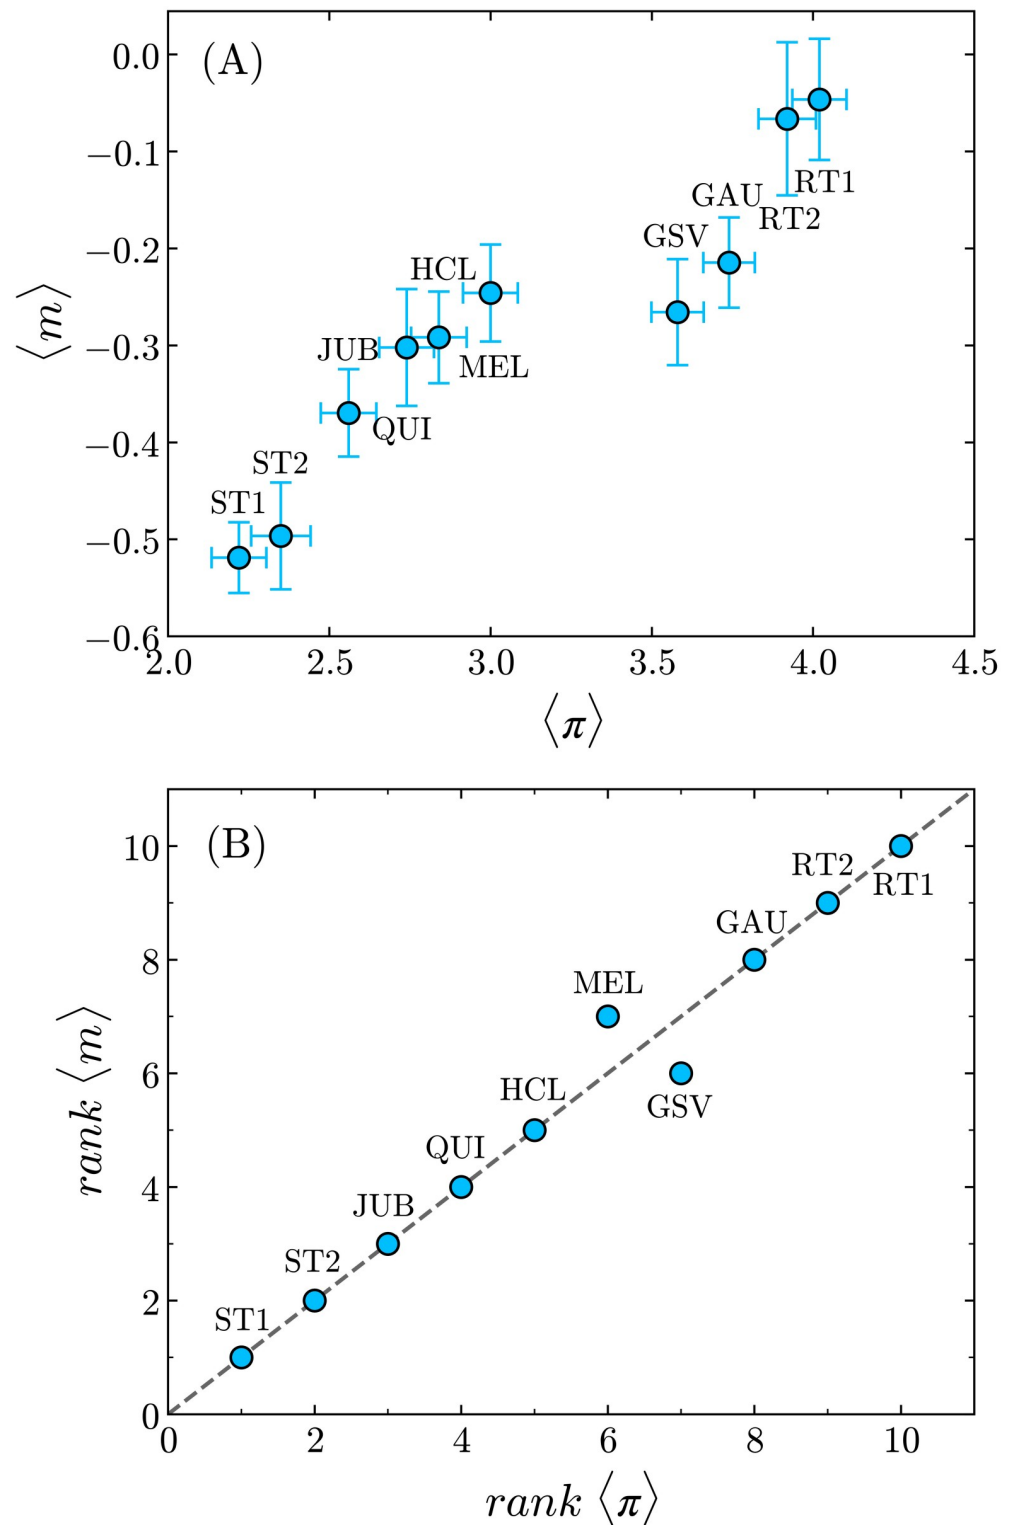 0.0
(A)
−0.1
RT1
GAU
RT2
−0.2
GSV
HCL
⟨m⟩
−0.3
JUB
MEL
QUI
−0.4
ST2
ST1
−0.5
−0.6
2.0 2.5 3.0 3.5 4.0 4.5
⟨π⟩
(B)
10
RT2
RT1
GAU
8
MEL
rank ⟨m⟩
6
HCL
GSV
QUI
4
JUB
ST2
2
ST1
0
0 2 4 6 8 10
rank ⟨π⟩